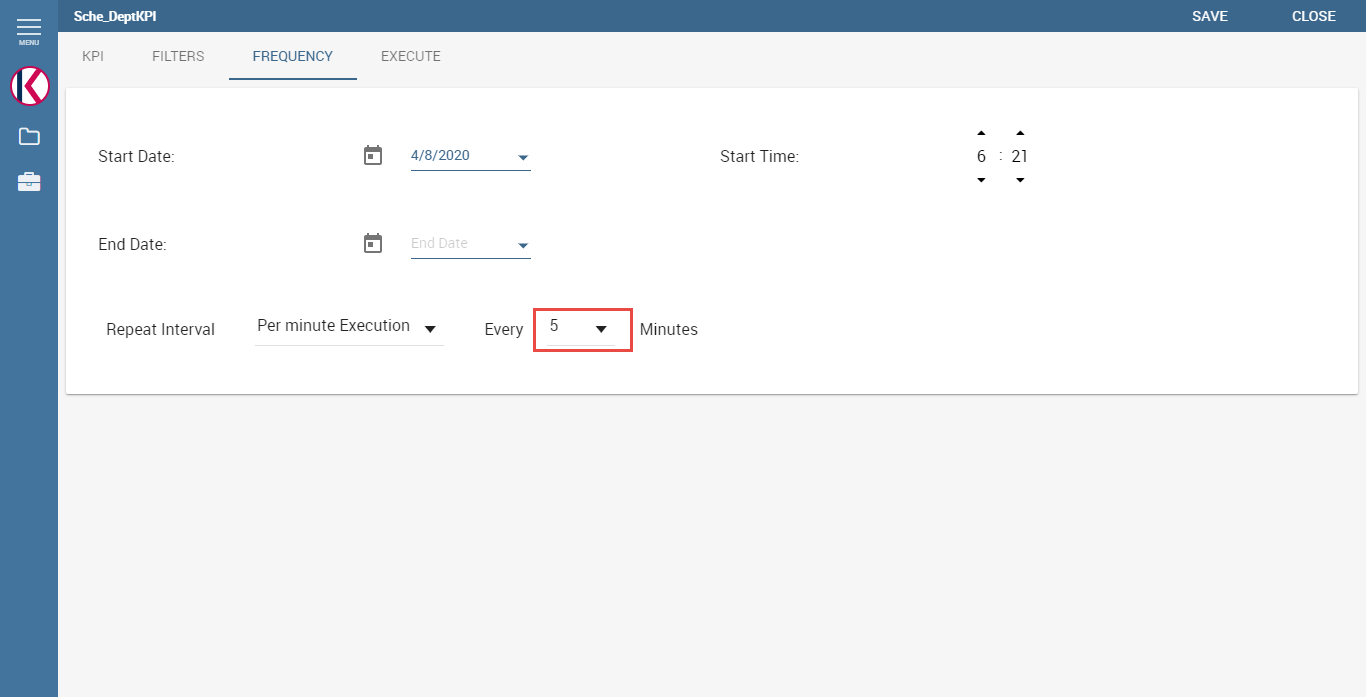 Sche_DeptKPI SAVE CLOSE
MENU
KPI FILTERS FREQUENCY EXECUTE
Start Date: 4/8/2020 Start Time: 6 : 21
End Date: End Date
Repeat Interval Per minute Execution Every 5 Minutes